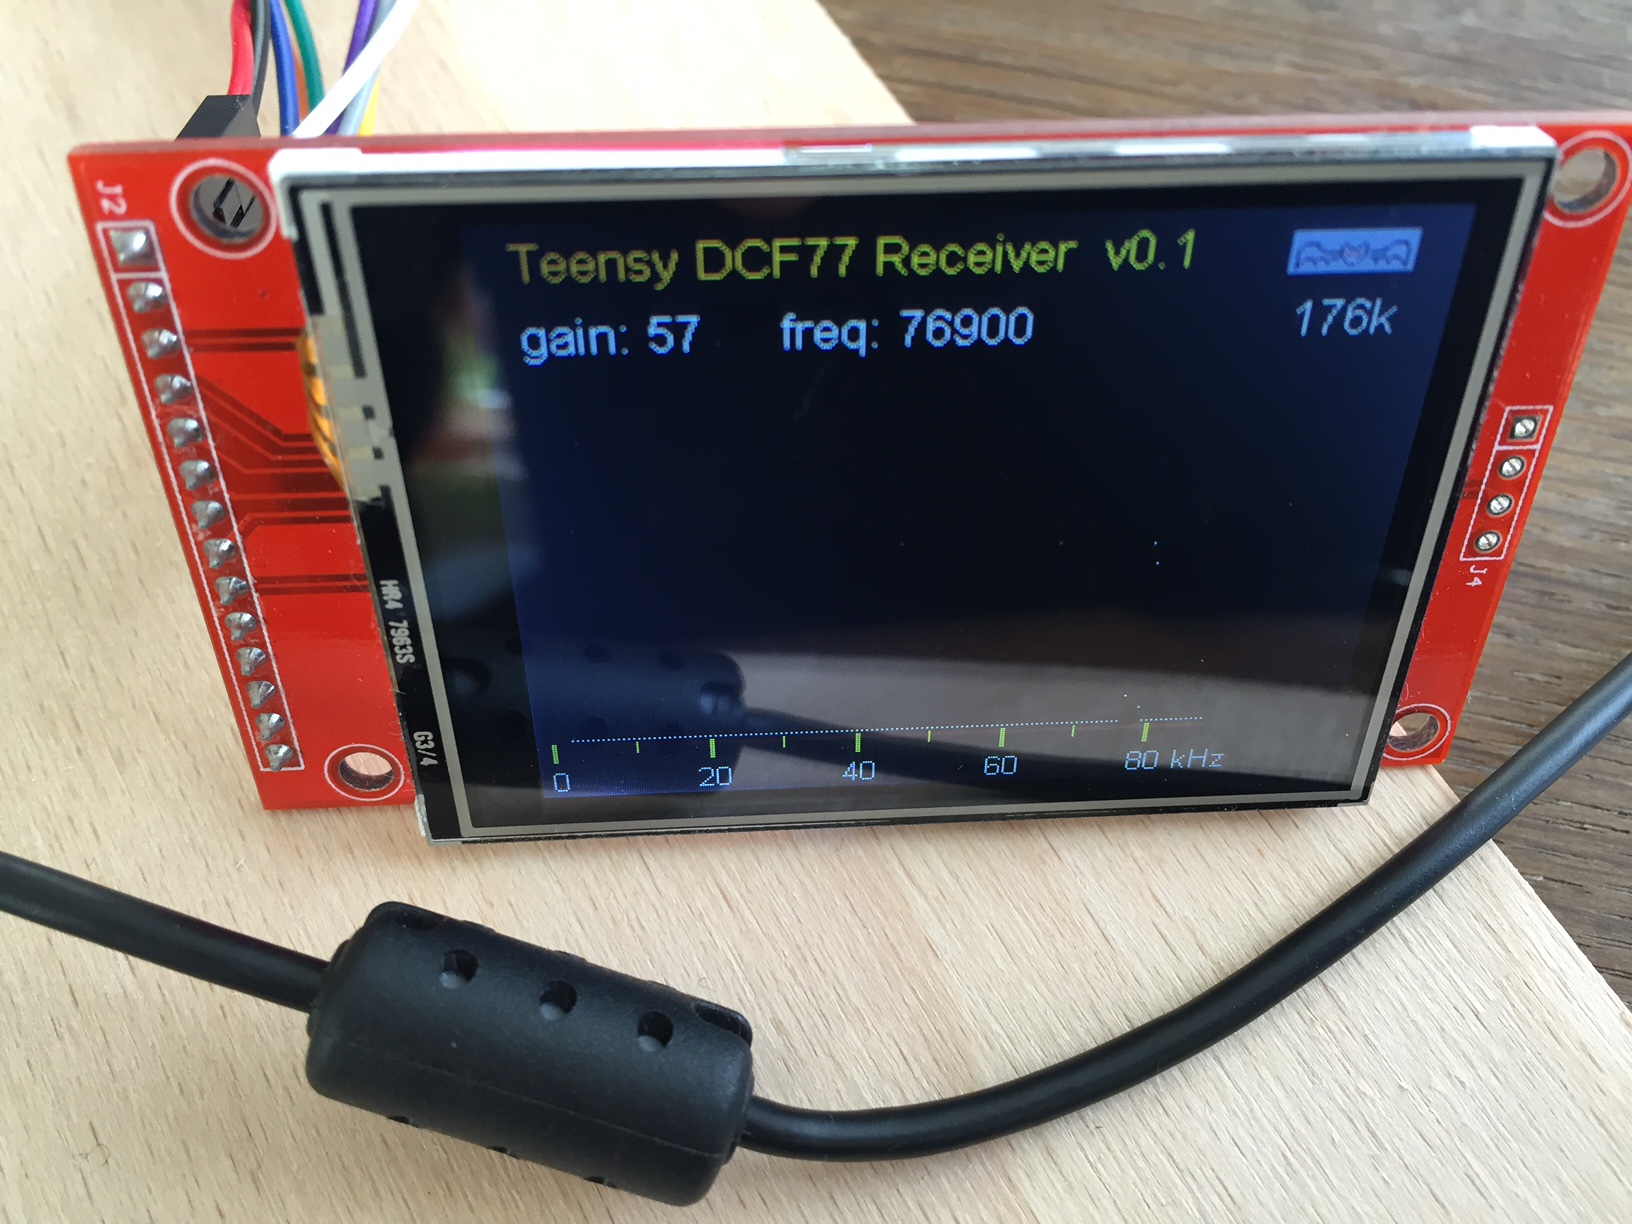 J2
Teensy DCF77 Receiver v0.1
gain: 57 freq: 76900
176k
J4
HR4 7963S
G3/4
0 20 40 60 80 kHz